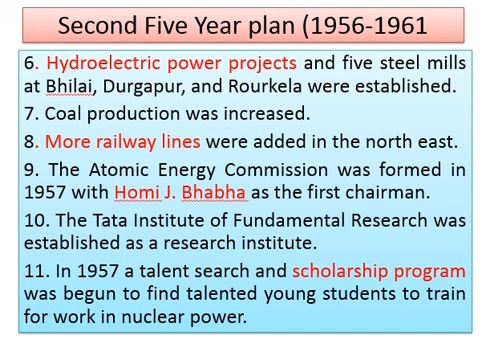 Second Five Year plan (1956-1961
6. Hydroelectric power projects and five steel mills
at Bhilai, Durgapur, and Rourkela were established.
7. Coal production was increased.
8. More railway lines were added in the north east.
9. The Atomic Energy Commission was formed in
1957 with Homi J. Bhabha as the first chairman.
10. The Tata Institute of Fundamental Research was
established as a research institute.
11. In 1957 a talent search and scholarship program
was begun to find talented young students to train
for work in nuclear power.